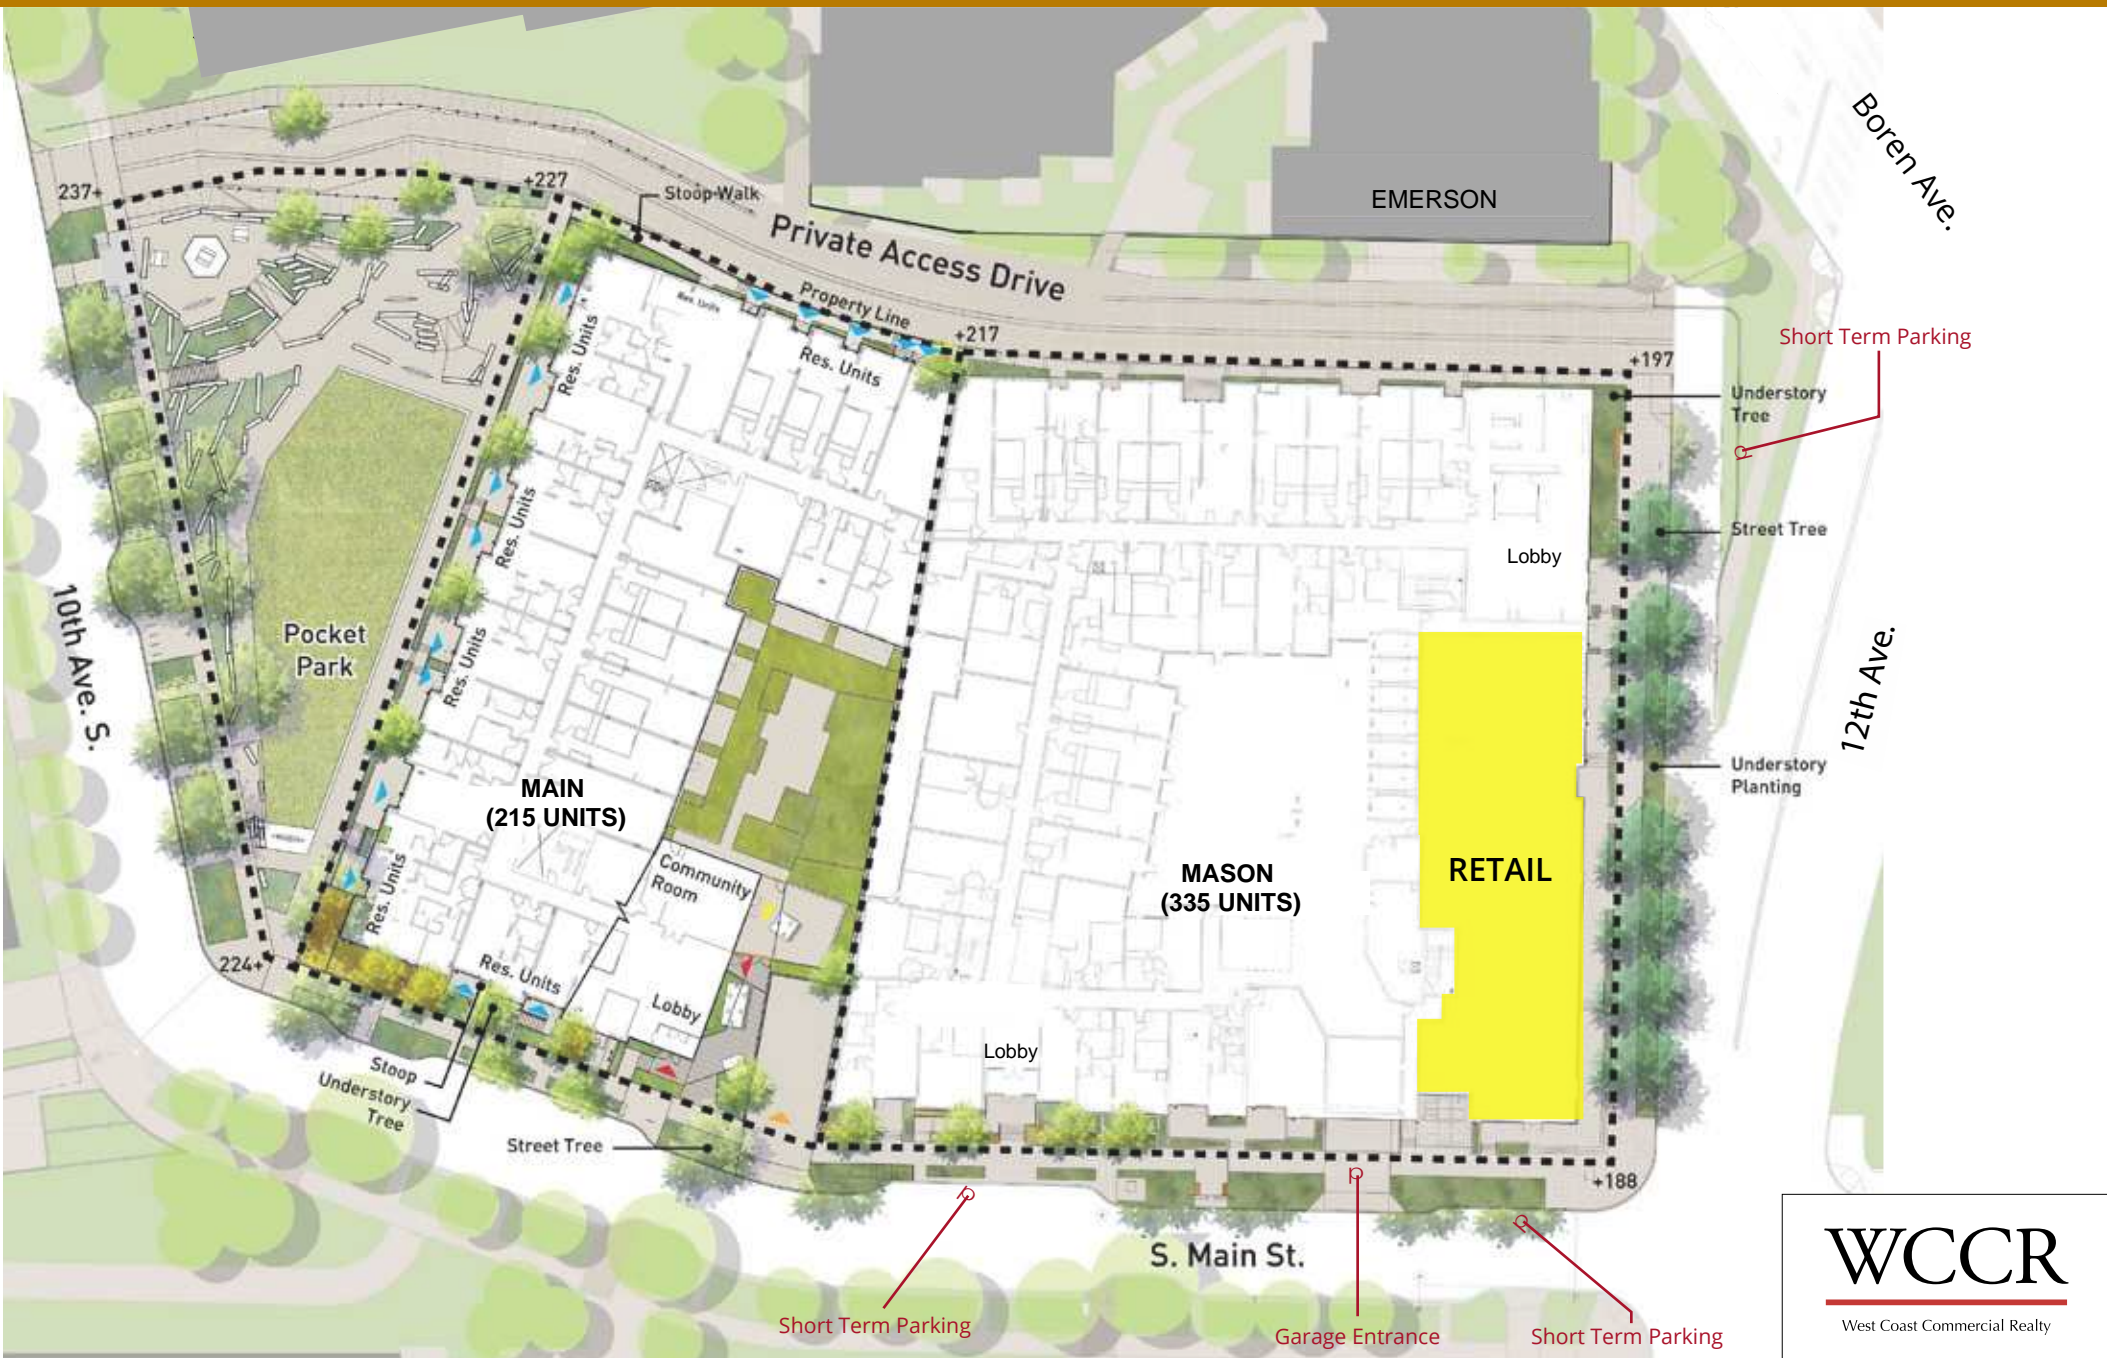 Boren Ave.
237+
+227
Stoop-Walk
EMERSON
Private Access Drive
Res. Units
Property Line
+217
Short Term Parking
+197
Res. Units
Res. Units
Understory
Tree
Res. Units
Street Tree
Lobby
10th Ave. S.
Pocket
Park
Res. Units
12th Ave.
MAIN
(215 UNITS)
Understory
Planting
Community
Room
MASON
(335 UNITS)
RETAIL
Res. Units
224+
Res. Units
Lobby
Lobby
Stoop
Understory
Tree
Street Tree
+188
S. Main St.
Short Term Parking
Garage Entrance
Short Term Parking
WCCR
West Coast Commercial Realty